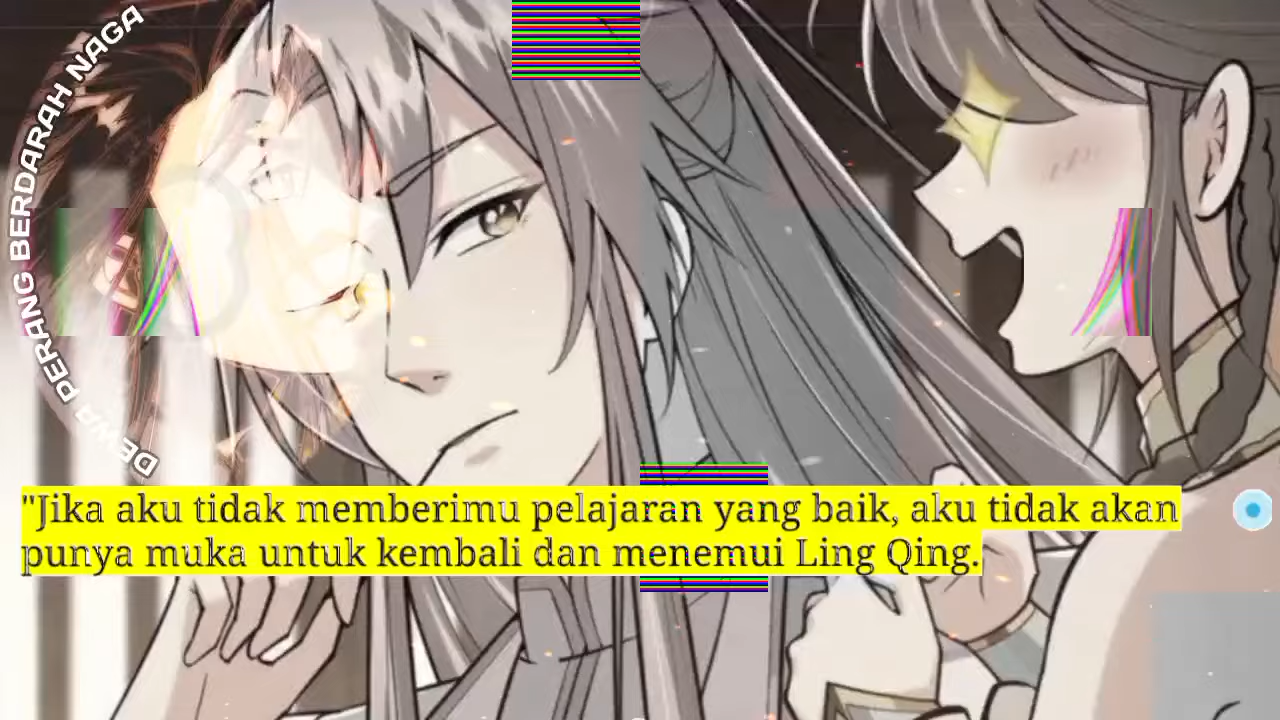 DEWA PERANG BERDARAH NAGA
"Jika aku tidak memberimu pelajaran yang baik, aku tidak akan
punya muka untuk kembali dan menemui Ling Qing.